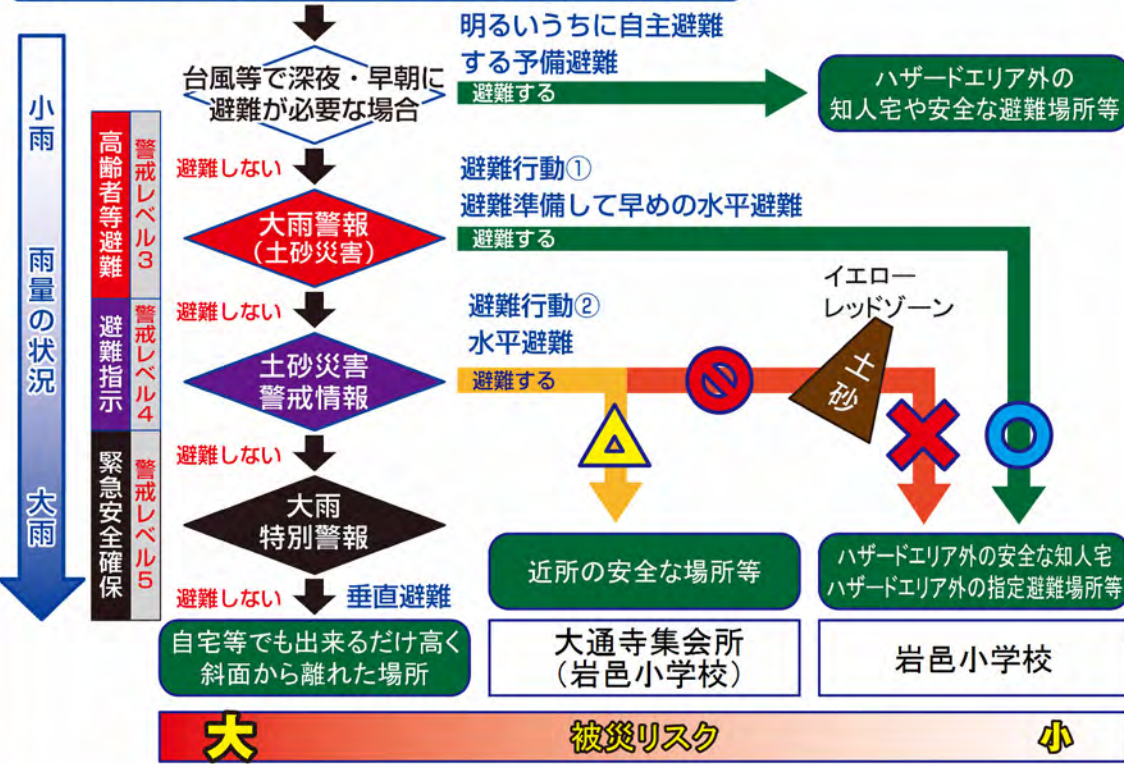 明るいうちに自主避難
する予備避難
台風等で深夜・早朝に
避難が必要な場合
避難する
ハザードエリア外の
知人宅や安全な避難場所等
小雨
雨量の状況
大雨
高齢者等避難
警戒レベル3
避難しない
大雨警報
(土砂災害)
避難行動①
避難準備して早めの水平避難
避難する
避難指示
警戒レベル4
避難しない
土砂災害
警戒情報
避難行動②
水平避難
避難する
イエロー
レッドゾーン
土砂
緊急安全確保
警戒レベル5
避難しない
大雨
特別警報
避難しない
垂直避難
自宅等でも出来るだけ高く
斜面から離れた場所
近所の安全な場所等
大通寺集会所
(岩邑小学校)
ハザードエリア外の安全な知人宅
ハザードエリア外の指定避難場所等
岩邑小学校
大
被災リスク
小